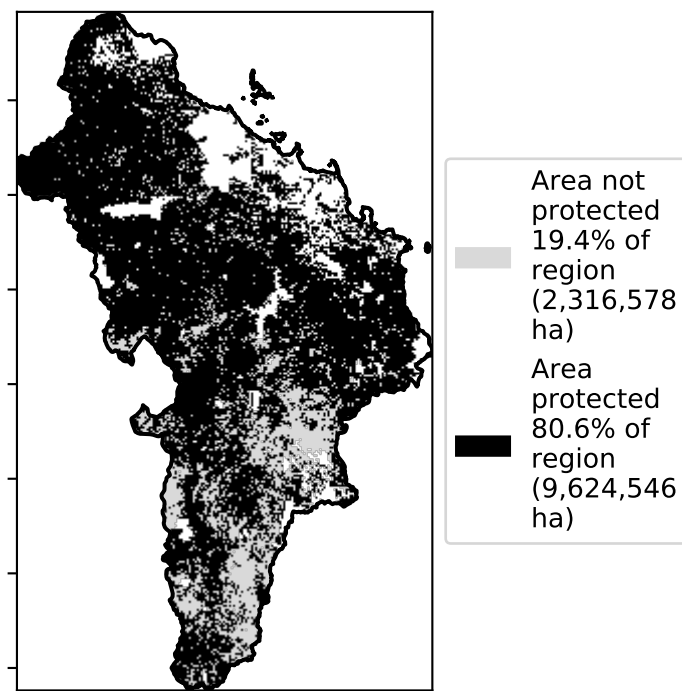 Area not
protected
19.4% of
region
(2,316,578
ha)
Area
protected
80.6% of
region
(9,624,546
ha)